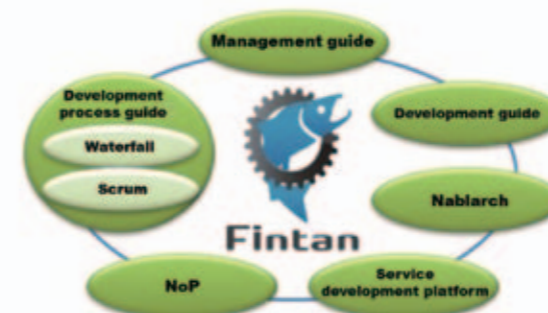 Management guide
Development
process guide
Waterfall
Scrum
Development guide
Nablarch
Fintan
NoP
Service
development platform